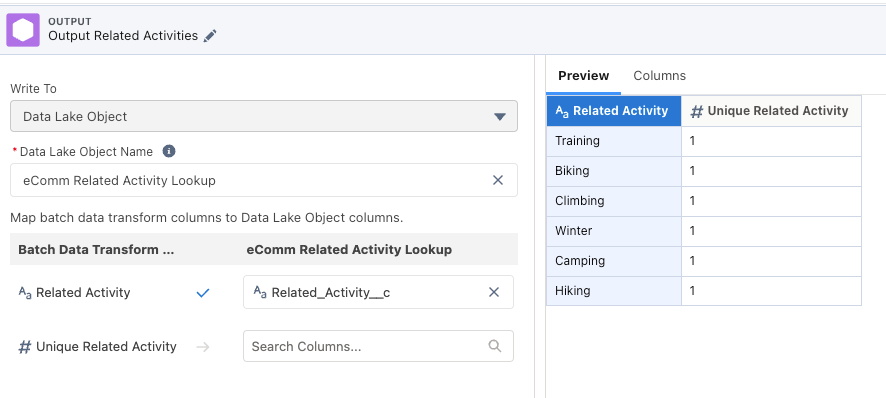 OUTPUT
Output Related Activities
Write To
Data Lake Object
* Data Lake Object Name
eComm Related Activity Lookup
Map batch data transform columns to Data Lake Object columns.
Batch Data Transform ... eComm Related Activity Lookup
Aa Related Activity Aa Related_Activity__c
# Unique Related Activity Search Columns...
Preview Columns
Aa Related Activity # Unique Related Activity
Training 1
Biking 1
Climbing 1
Winter 1
Camping 1
Hiking 1